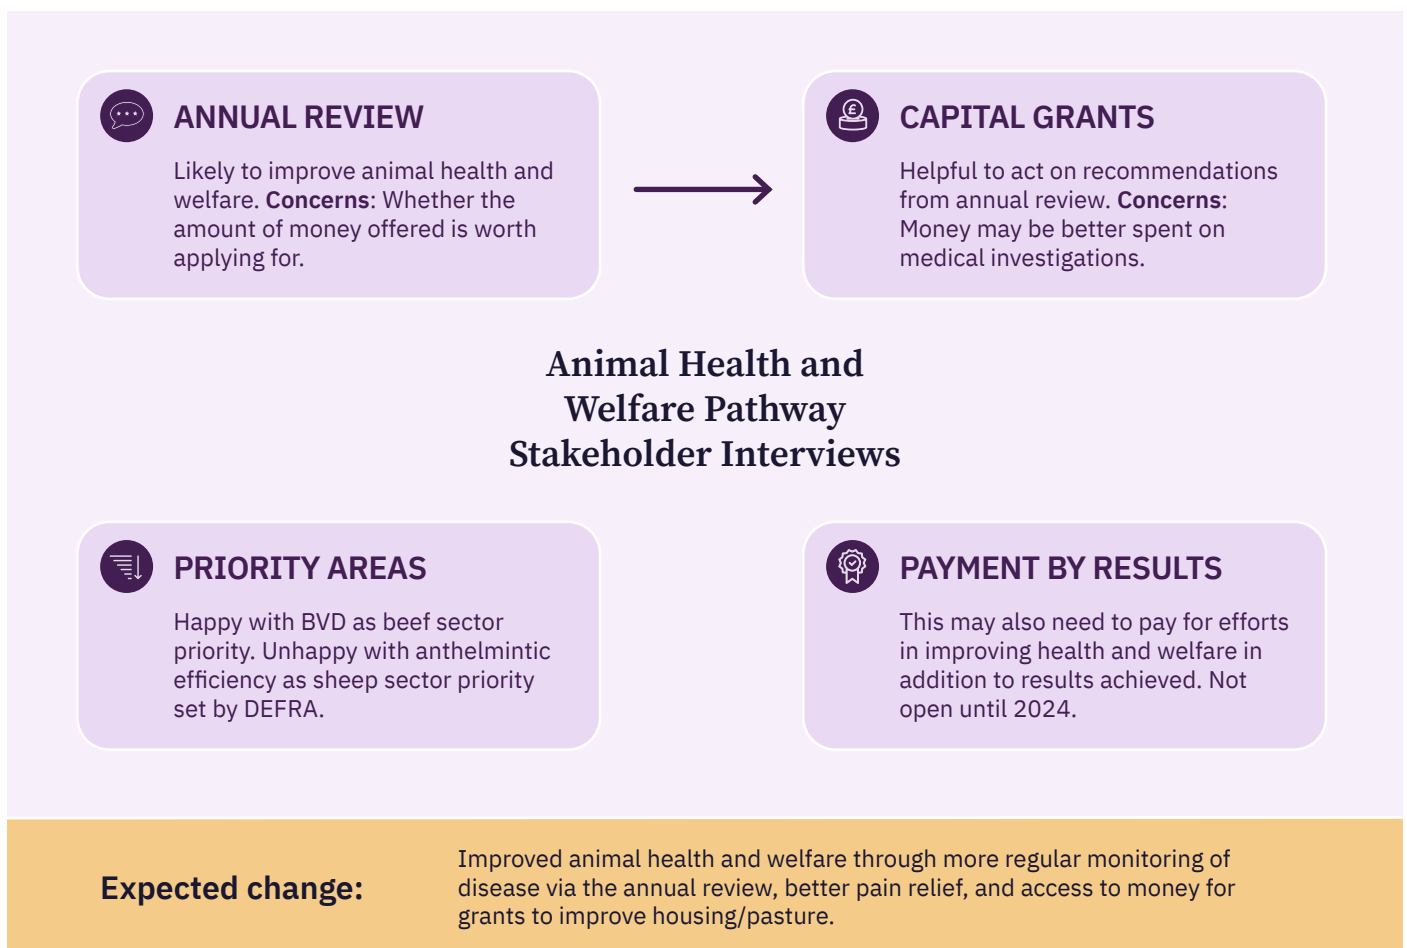 ANNUAL REVIEW
Likely to improve animal health and
welfare. Concerns: Whether the
amount of money offered is worth
applying for.
£
CAPITAL GRANTS
Helpful to act on recommendations
from annual review. Concerns:
Money may be better spent on
medical investigations.
Animal Health and
Welfare Pathway
Stakeholder Interviews
PRIORITY AREAS
Happy with BVD as beef sector
priority. Unhappy with anthelmintic
efficiency as sheep sector priority
set by DEFRA.
PAYMENT BY RESULTS
This may also need to pay for efforts
in improving health and welfare in
addition to results achieved. Not
open until 2024.
Expected change:
Improved animal health and welfare through more regular monitoring of
disease via the annual review, better pain relief, and access to money for
grants to improve housing/pasture.